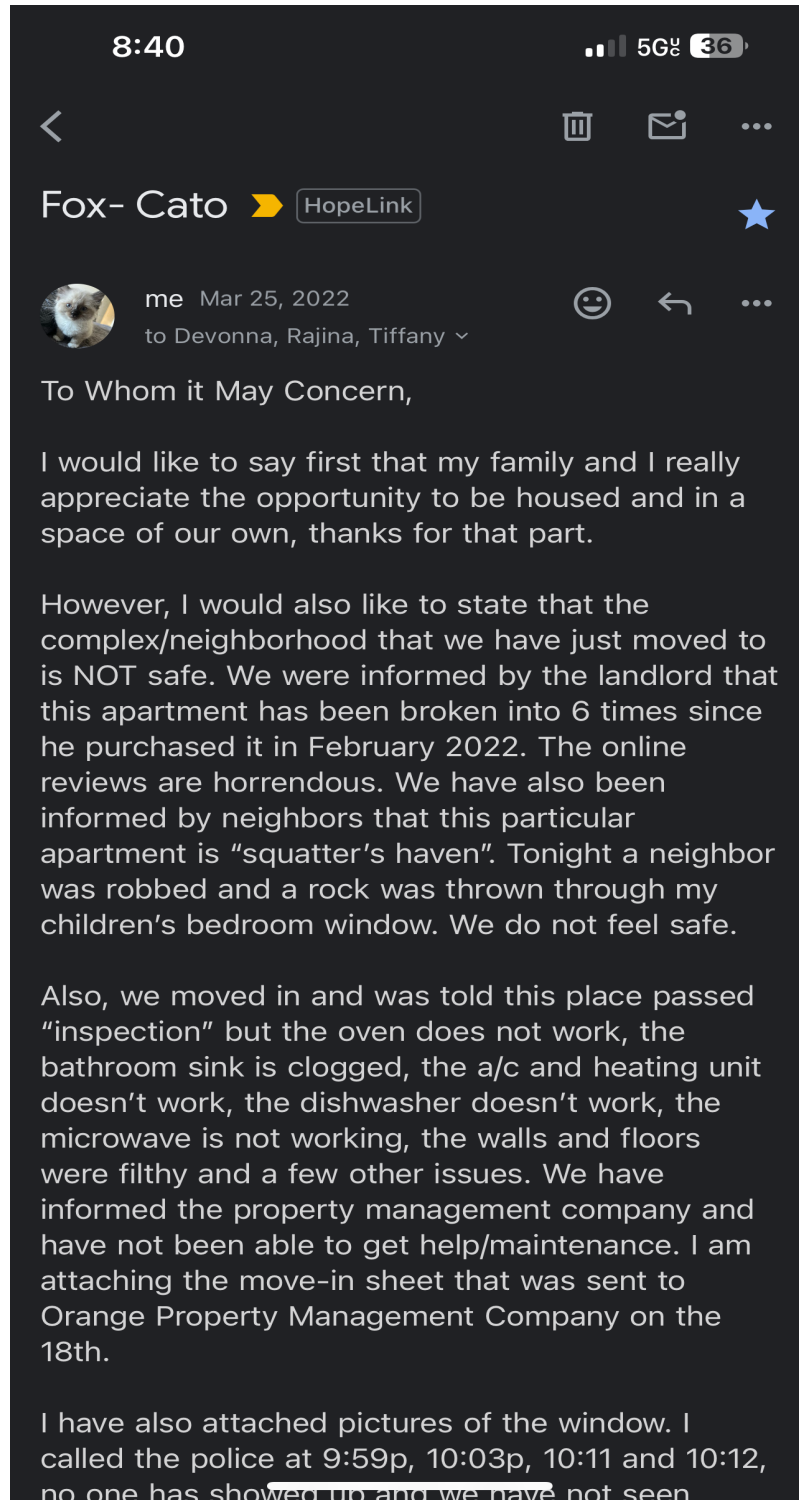 8:40
5G 36
Fox- Cato HopeLink
me Mar 25, 2022
to Devonna, Rajina, Tiffany
To Whom it May Concern,
I would like to say first that my family and I really
appreciate the opportunity to be housed and in a
space of our own, thanks for that part.
However, I would also like to state that the
complex/neighborhood that we have just moved to
is NOT safe. We were informed by the landlord that
this apartment has been broken into 6 times since
he purchased it in February 2022. The online
reviews are horrendous. We have also been
informed by neighbors that this particular
apartment is “squatter’s haven”. Tonight a neighbor
was robbed and a rock was thrown through my
children’s bedroom window. We do not feel safe.
Also, we moved in and was told this place passed
“inspection” but the oven does not work, the
bathroom sink is clogged, the a/c and heating unit
doesn’t work, the dishwasher doesn’t work, the
microwave is not working, the walls and floors
were filthy and a few other issues. We have
informed the property management company and
have not been able to get help/maintenance. I am
attaching the move-in sheet that was sent to
Orange Property Management Company on the
18th.
I have also attached pictures of the window. I
called the police at 9:59p, 10:03p, 10:11 and 10:12,
no one has showed up and we have not seen